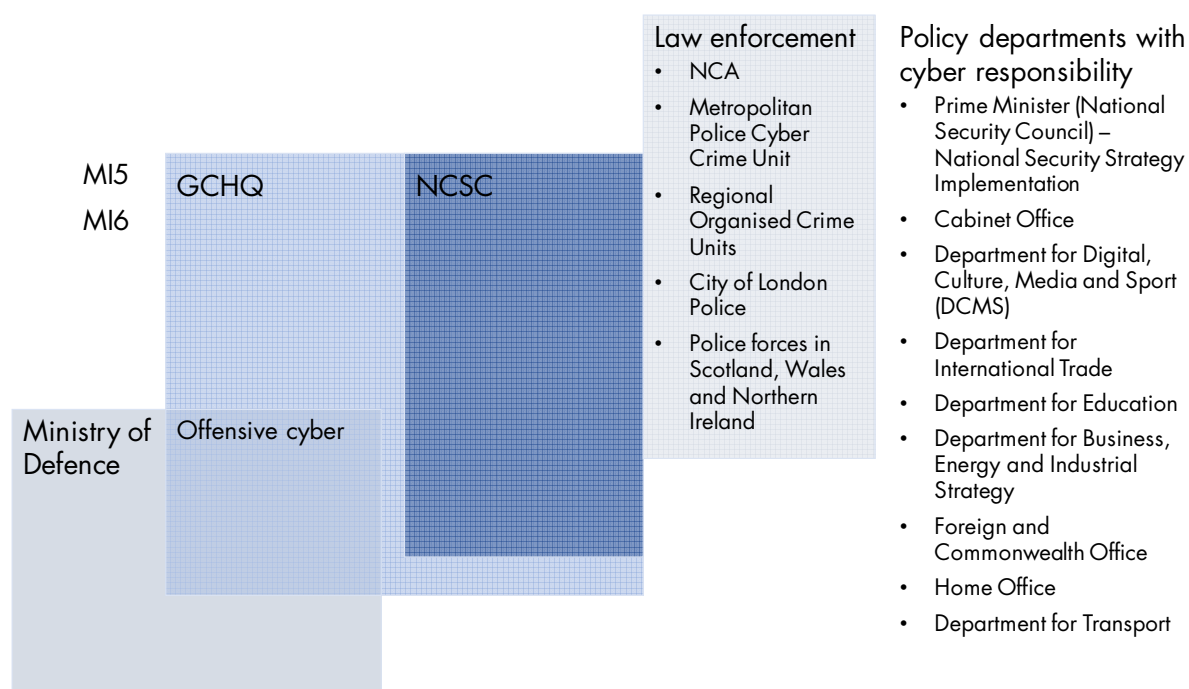 MI5
MI6
GCHQ
NCSC
Ministry of
Defence
Offensive cyber
Law enforcement
• NCA
• Metropolitan
Police Cyber
Crime Unit
• Regional
Organised Crime
Units
• City of London
Police
• Police forces in
Scotland, Wales
and Northern
Ireland
Policy departments with
cyber responsibility
• Prime Minister (National
Security Council) –
National Security Strategy
Implementation
• Cabinet Office
• Department for Digital,
Culture, Media and Sport
(DCMS)
• Department for
International Trade
• Department for Education
• Department for Business,
Energy and Industrial
Strategy
• Foreign and
Commonwealth Office
• Home Office
• Department for Transport